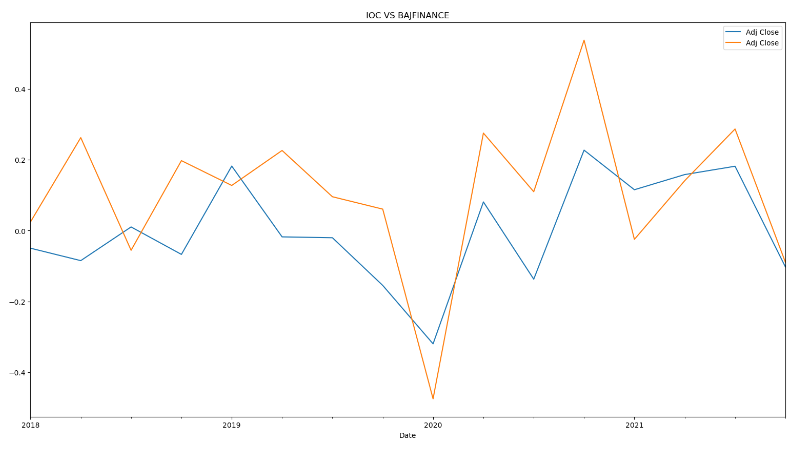 IOC VS BAJFINANCE
Adj Close
Adj Close
0.4
0.2
0.0
−0.2
−0.4
2018
2019
2020
2021
Date